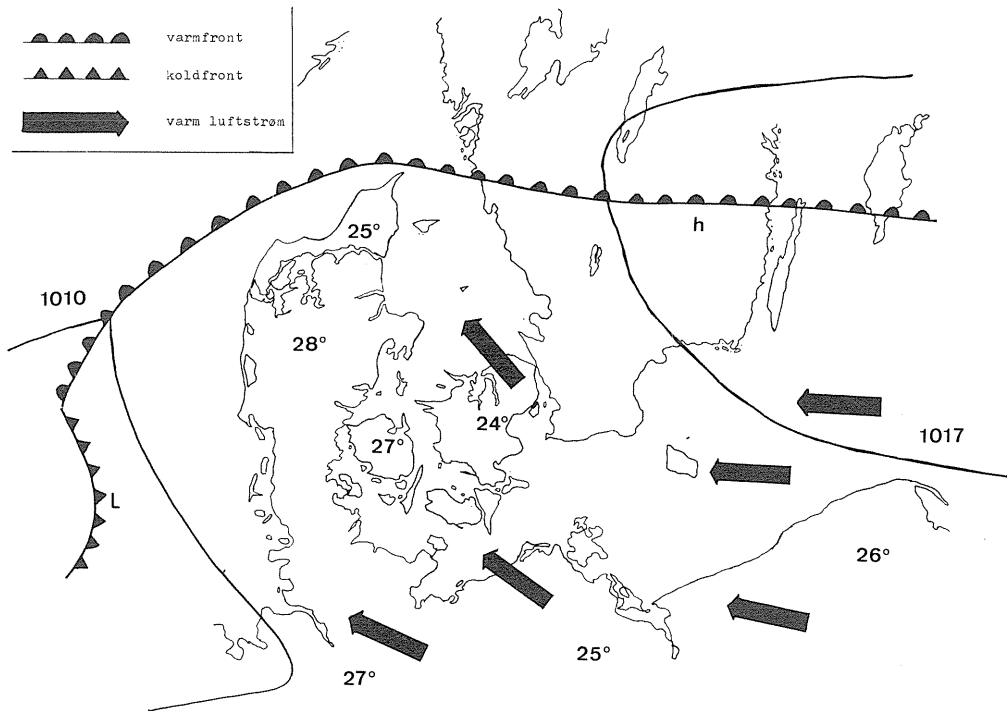 varmfront
koldfront
varm luftstrøm
h
25°
1010
28°
24°
27°
1017
L
26°
25°
27°